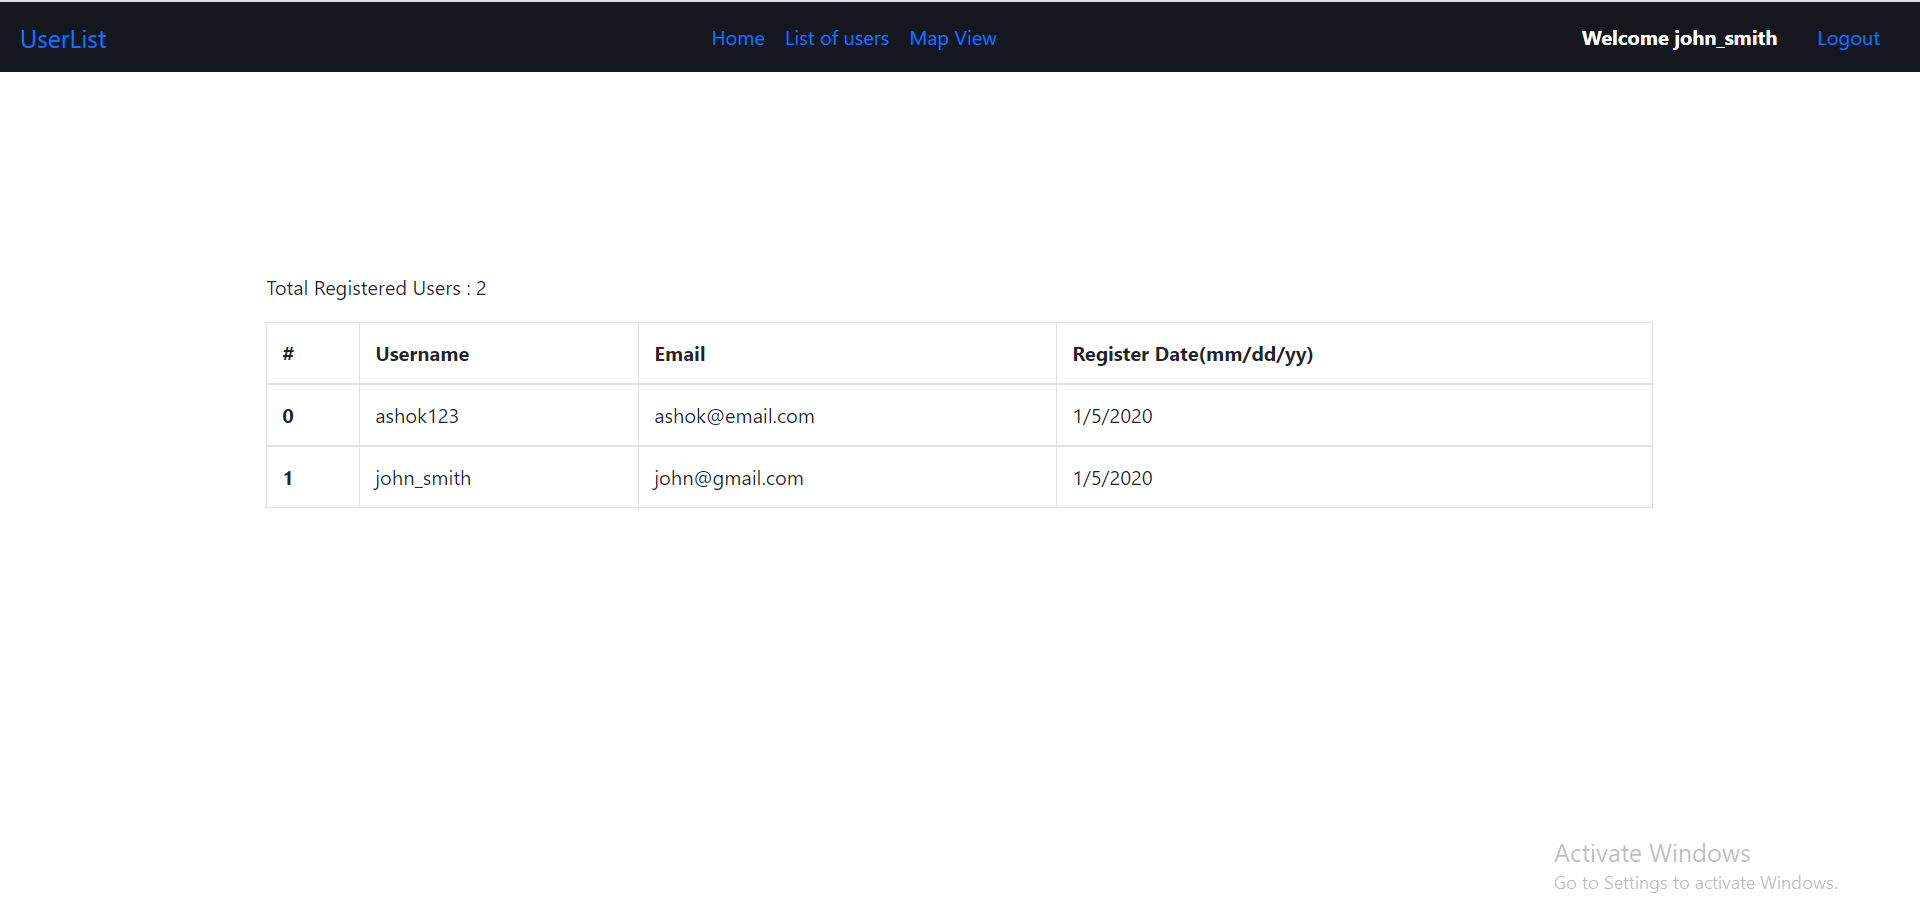 UserList Home List of users Map View Welcome john_smith Logout
Total Registered Users : 2
# Username Email Register Date(mm/dd/yy)
0 ashok123 ashok@email.com 1/5/2020
1 john_smith john@gmail.com 1/5/2020
Activate Windows
Go to Settings to activate Windows.